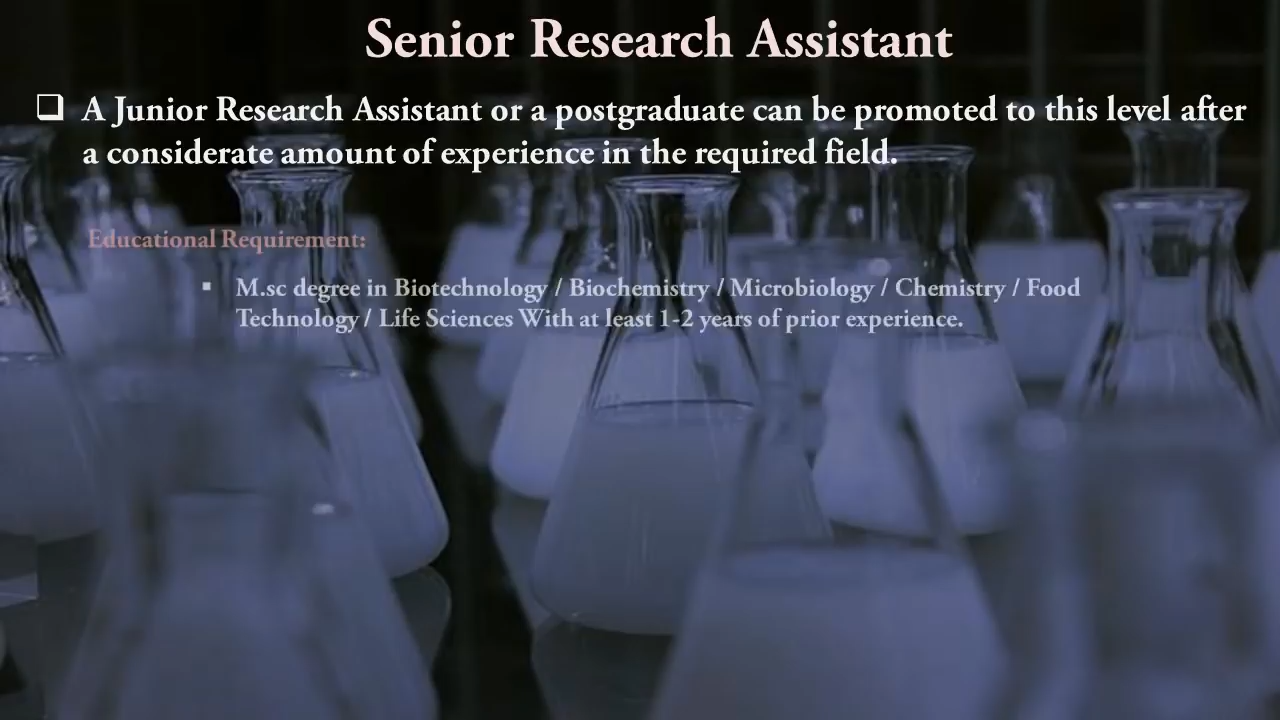 Senior Research Assistant
❑ A Junior Research Assistant or a postgraduate can be promoted to this level after
a considerate amount of experience in the required field.
Educational Requirement:
▪ M.sc degree in Biotechnology / Biochemistry / Microbiology / Chemistry / Food
Technology / Life Sciences With at least 1-2 years of prior experience.